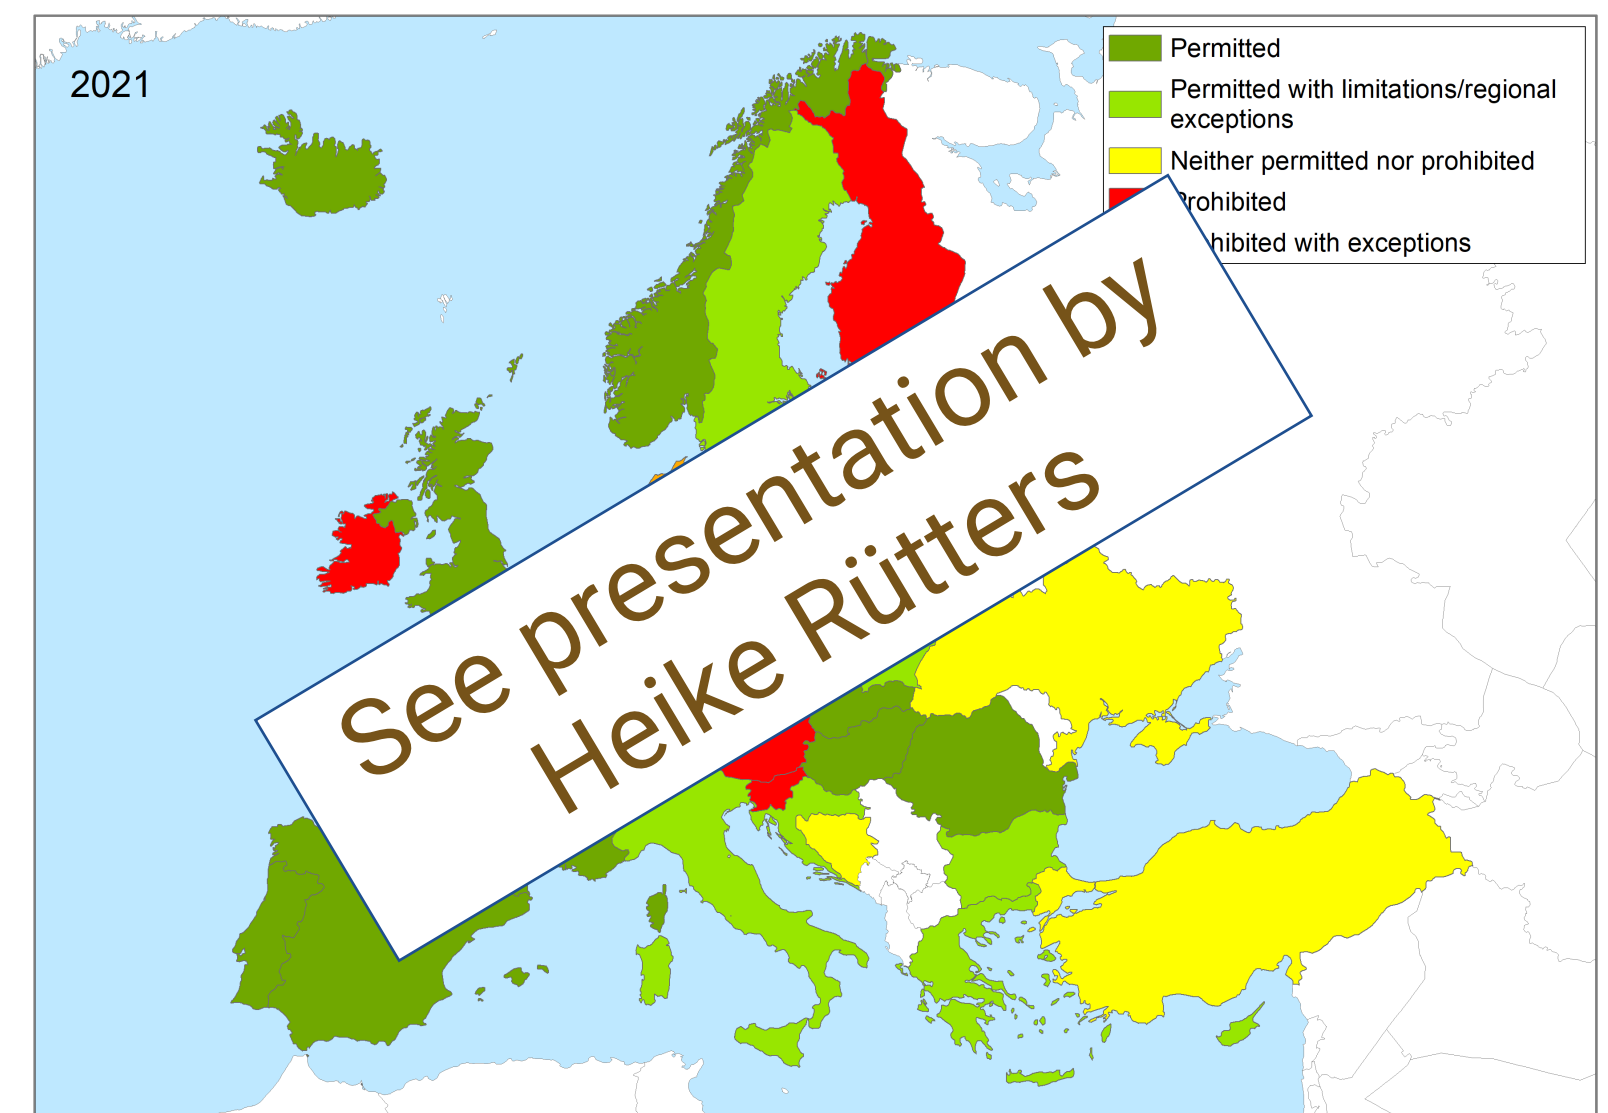 2021
Permitted
Permitted with limitations/regional
exceptions
Neither permitted nor prohibited
rohibited
hibited with exceptions
See presentation by
Heike Rütters